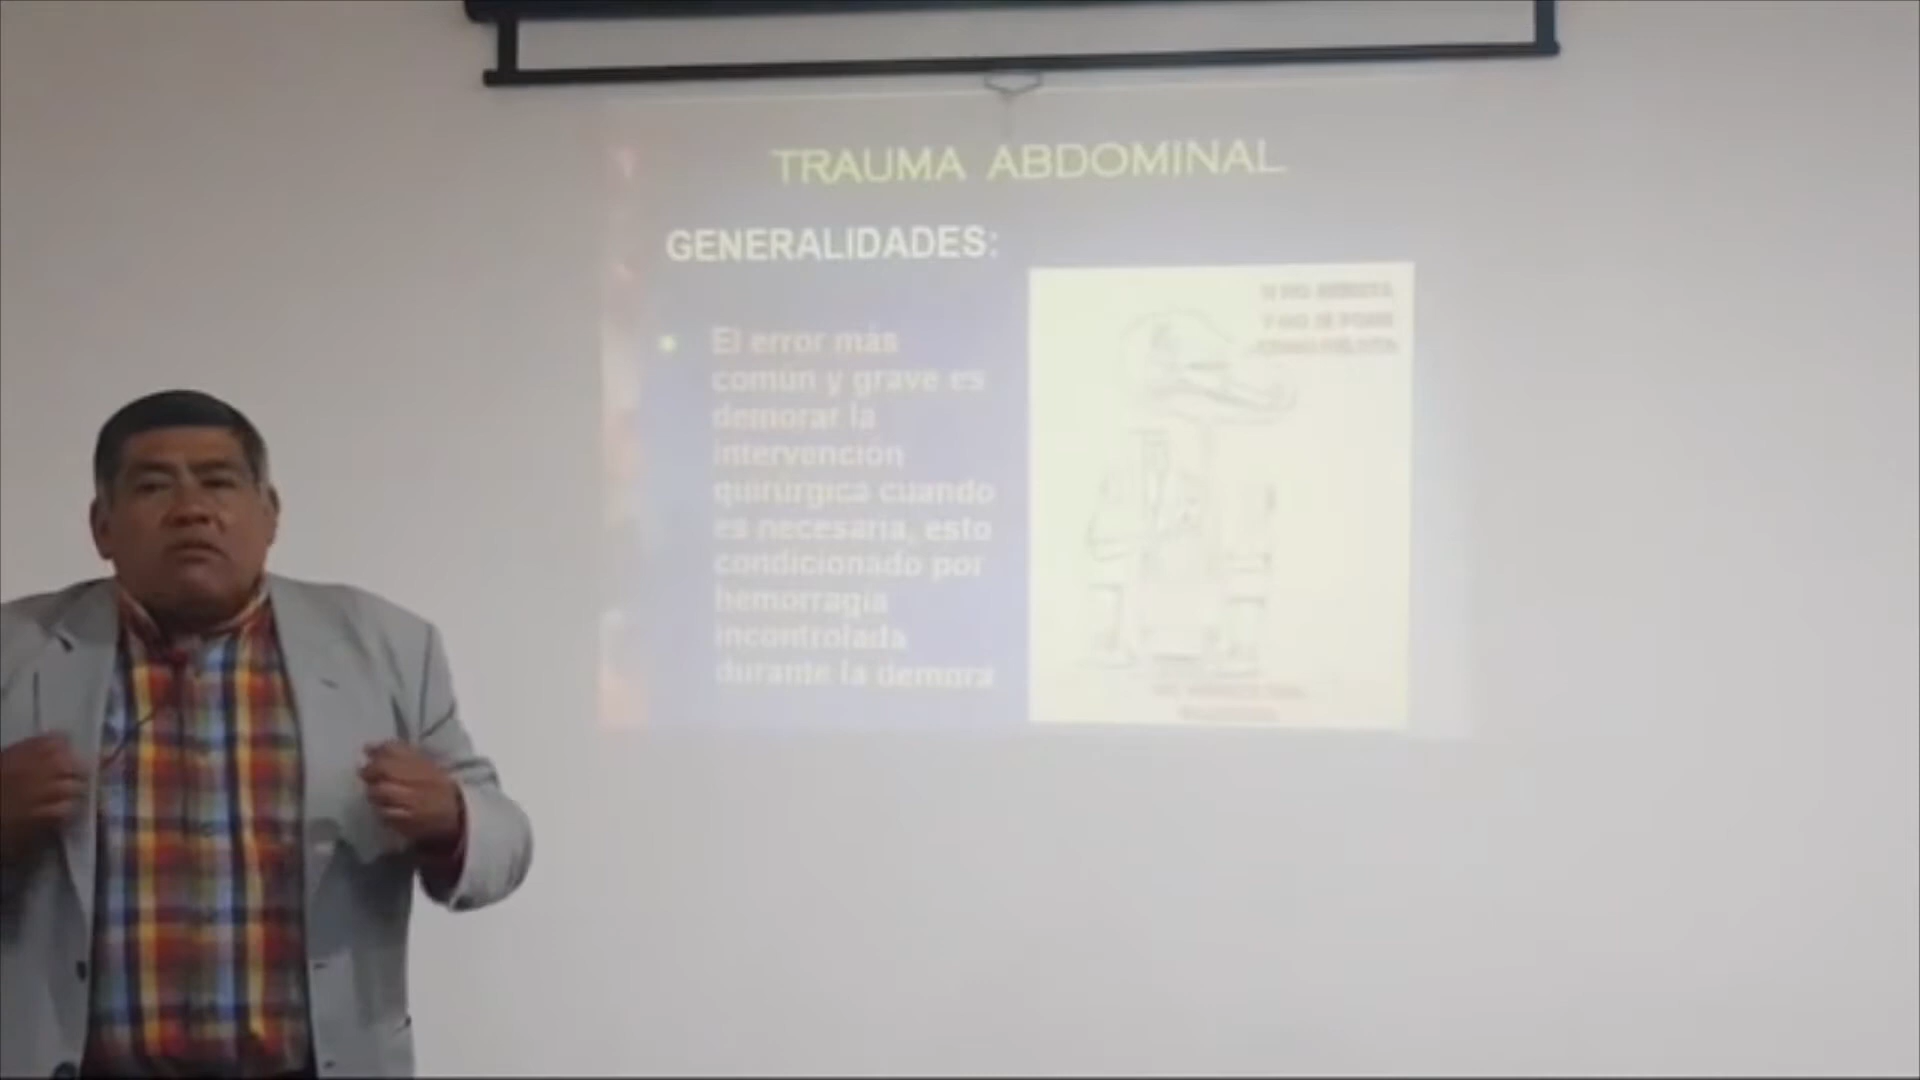 TRAUMA ABDOMINAL
GENERALIDADES:
El error más
común y grave es
demorar la
intervención
quirúrgica cuando
es necesaria, esto
condicionado por
hemorragia
incontrolada
durante la demora